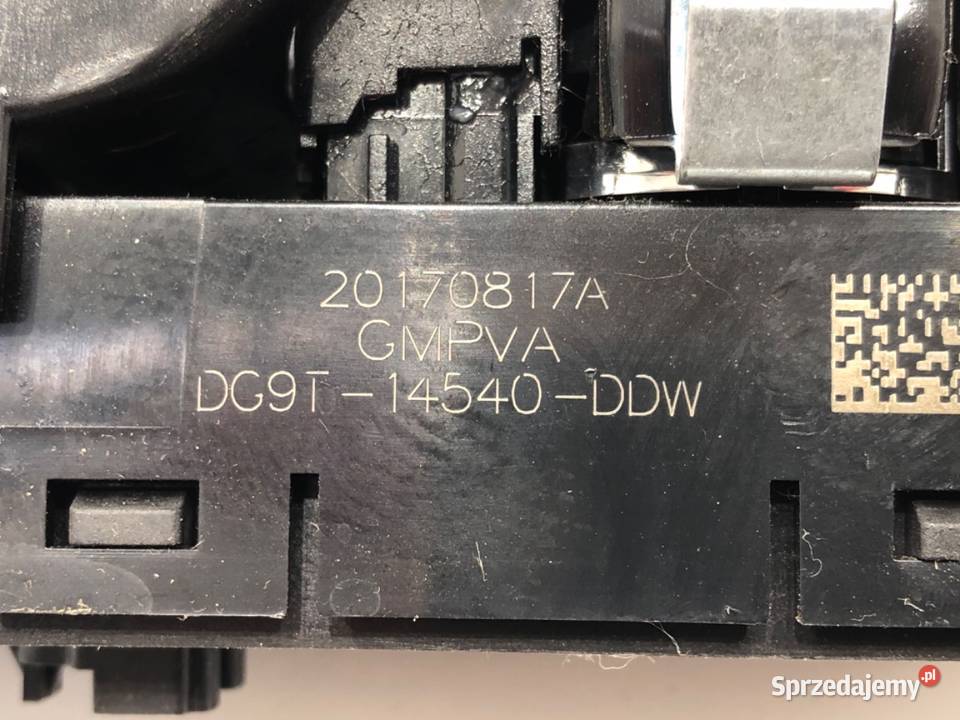 20170817A
GMPVA
DG9T-14540-DDW
Sprzedajemy.pl